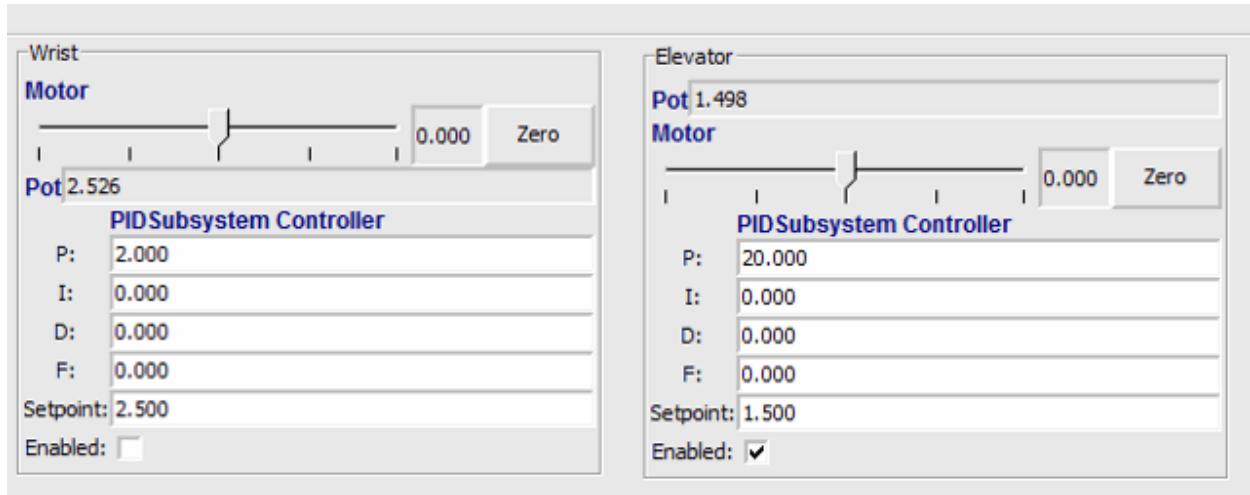 Wrist
Motor
0.000 Zero
Pot 2.526
PIDSubsystem Controller
P: 2.000
I: 0.000
D: 0.000
F: 0.000
Setpoint: 2.500
Enabled:
Elevator
Pot 1.498
Motor
0.000 Zero
PIDSubsystem Controller
P: 20.000
I: 0.000
D: 0.000
F: 0.000
Setpoint: 1.500
Enabled: